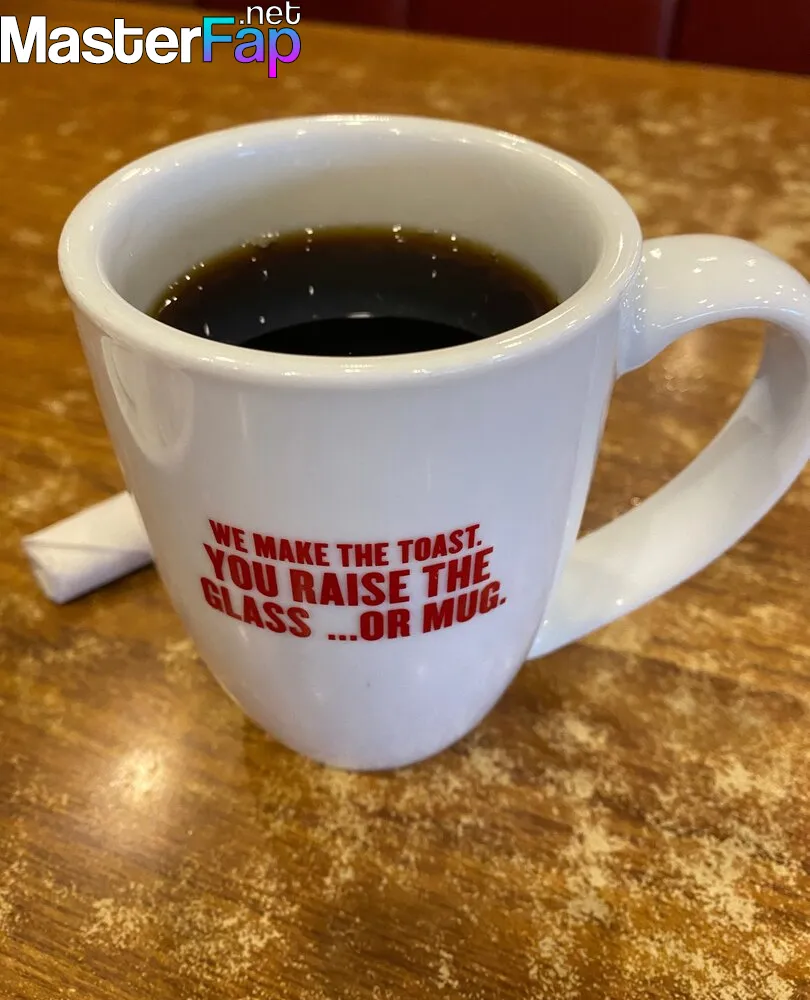 MasterFap.net
WE MAKE THE TOAST.
YOU RAISE THE
GLASS ...OR MUG.